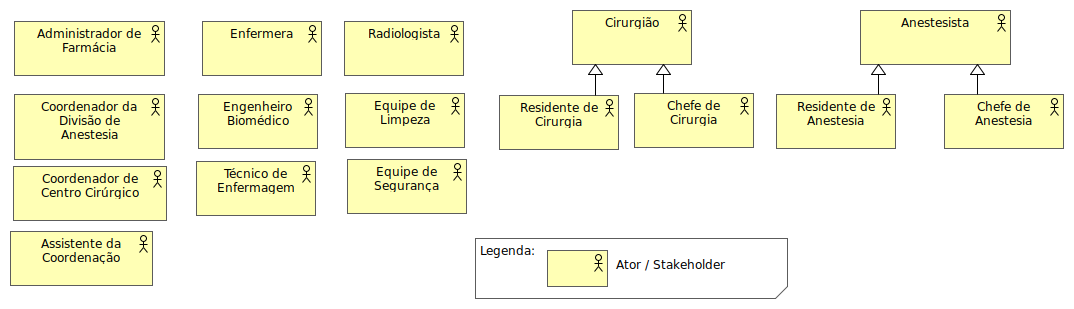 Administrador de
Farmácia
Enfermera
Radiologista
Cirurgião
Anestesista
Coordenador da
Divisão de
Anestesia
Engenheiro
Biomédico
Equipe de
Limpeza
Residente de
Cirurgia
Chefe de
Cirurgia
Residente de
Anestesia
Chefe de
Anestesia
Coordenador de
Centro Cirúrgico
Técnico de
Enfermagem
Equipe de
Segurança
Assistente da
Coordenação
Legenda:
Ator / Stakeholder